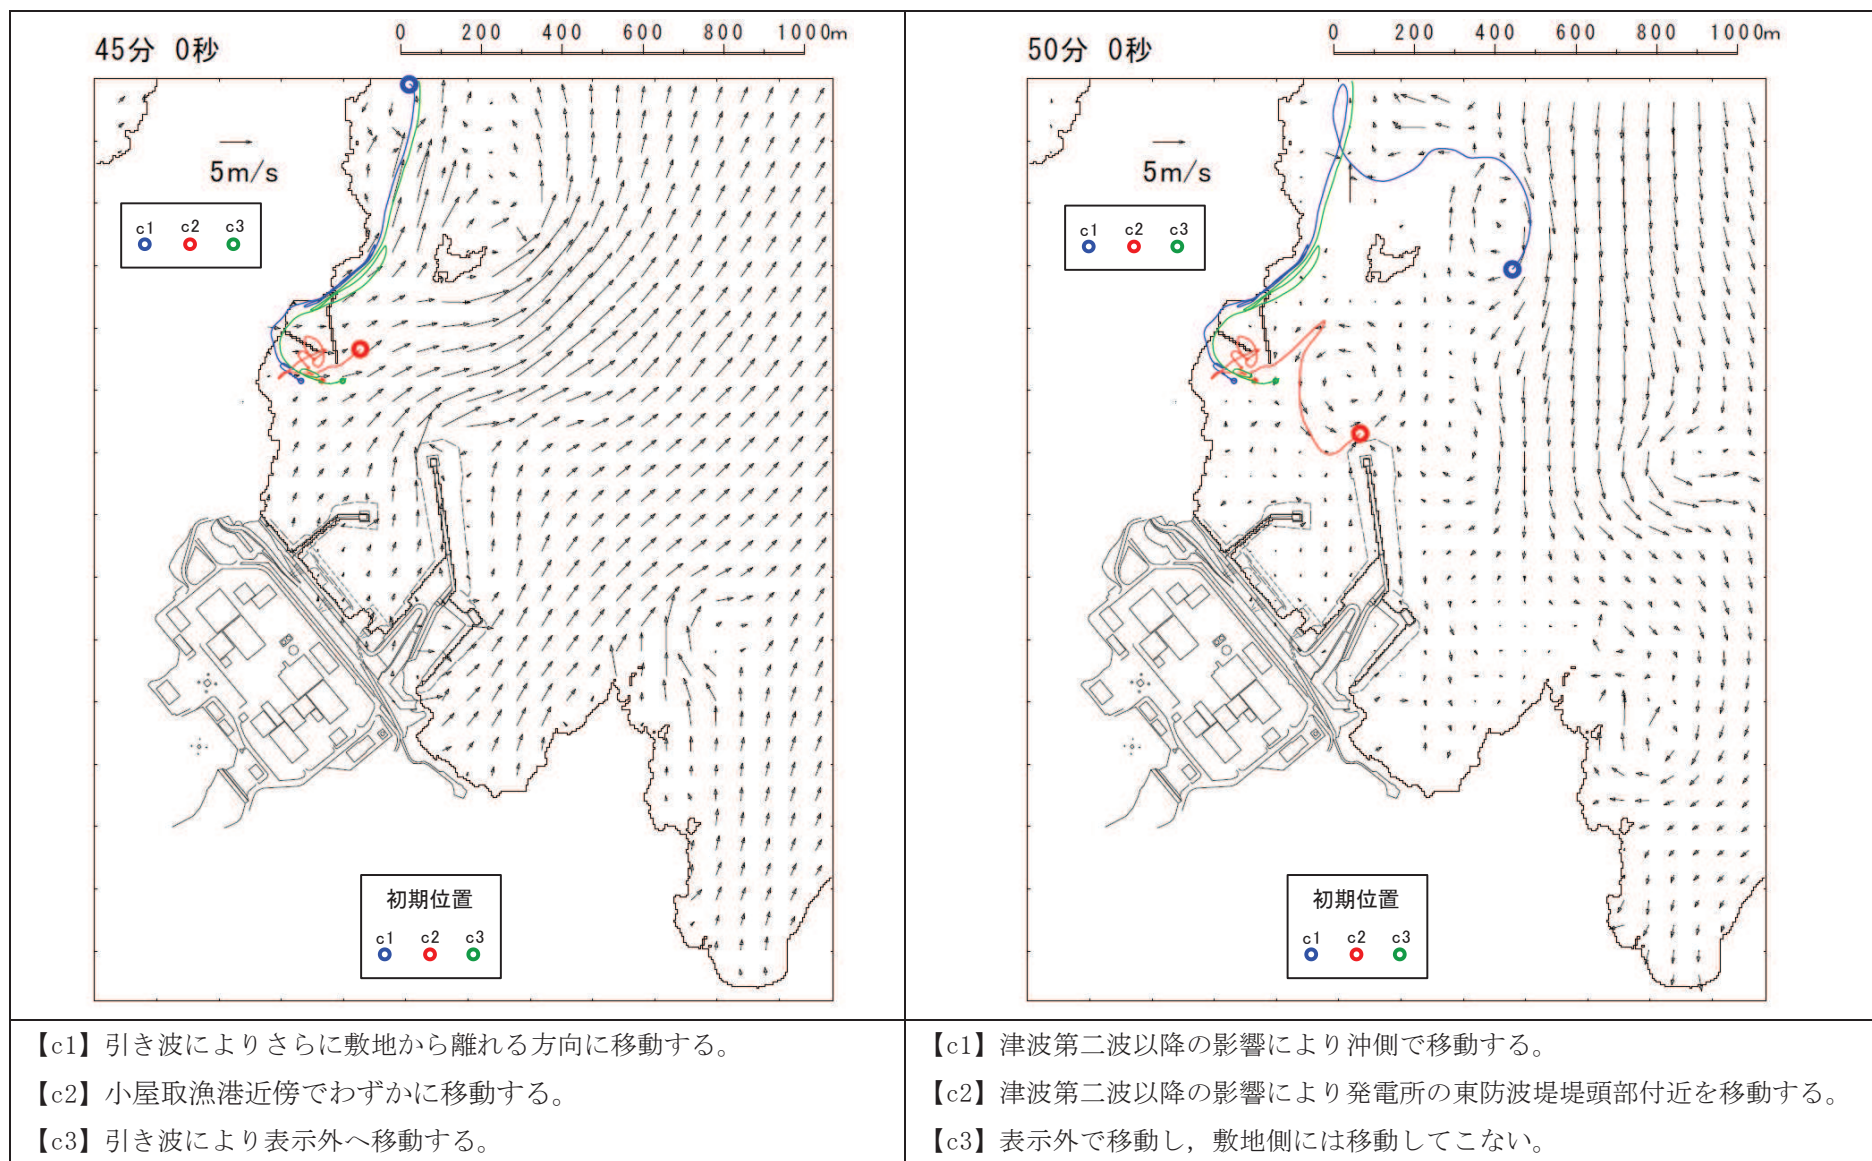 45分 0秒
0 200 400 600 800 1000m
5m/s
c1 c2 c3
初期位置
c1 c2 c3
【c1】引き波によりさらに敷地から離れる方向に移動する。
【c2】小屋取漁港近傍でわずかに移動する。
【c3】引き波により表示外へ移動する。
50分 0秒
0 200 400 600 800 1000m
5m/s
c1 c2 c3
初期位置
c1 c2 c3
【c1】津波第二波以降の影響により沖側で移動する。
【c2】津波第二波以降の影響により発電所の東防波堤堤頭部付近を移動する。
【c3】表示外で移動し，敷地側には移動してこない。